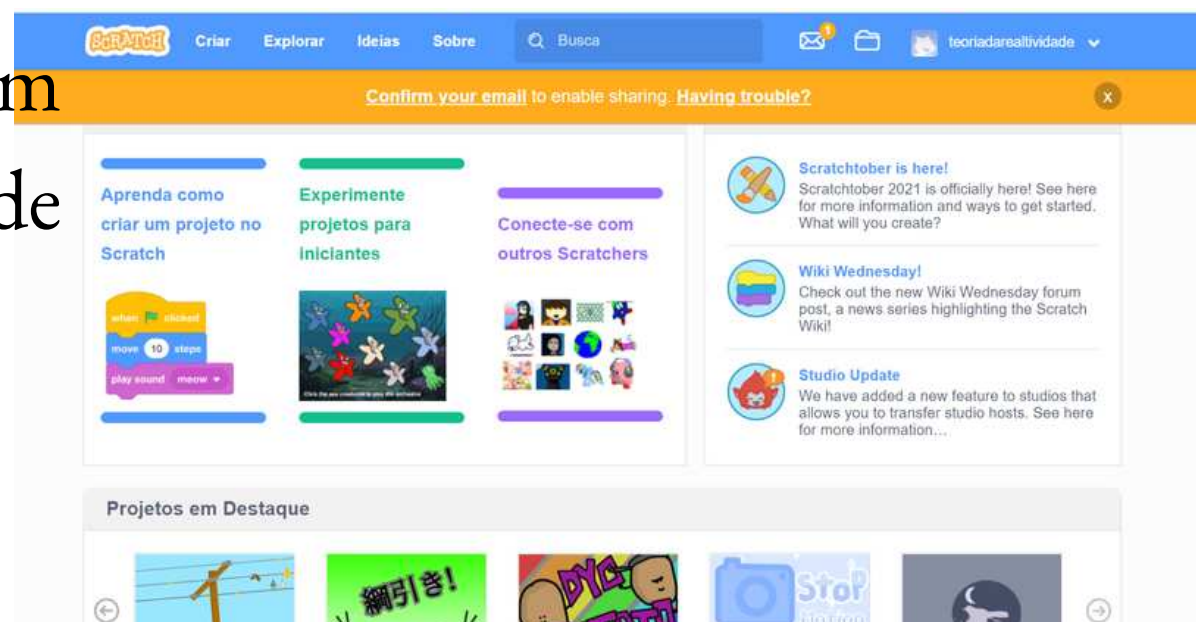 m
de
SCRATCH Criar Explorar Ideias Sobre Busca 1 teoriadarealtividade
Confirm your email to enable sharing. Having trouble? x
Aprenda como
criar um projeto no
Scratch
when clicked
move 10 steps
play sound meow
Experimente
projetos para
iniciantes
Conecte-se com
outros Scratchers
Scratchtober is here!
Scratchtober 2021 is officially here! See here
for more information and ways to get started.
What will you create?
Wiki Wednesday!
Check out the new Wiki Wednesday forum
post, a news series highlighting the Scratch
Wiki!
Studio Update
We have added a new feature to studios that
allows you to transfer studio hosts. See here
for more information...
Projetos em Destaque
綱引き!
DYC
StoP